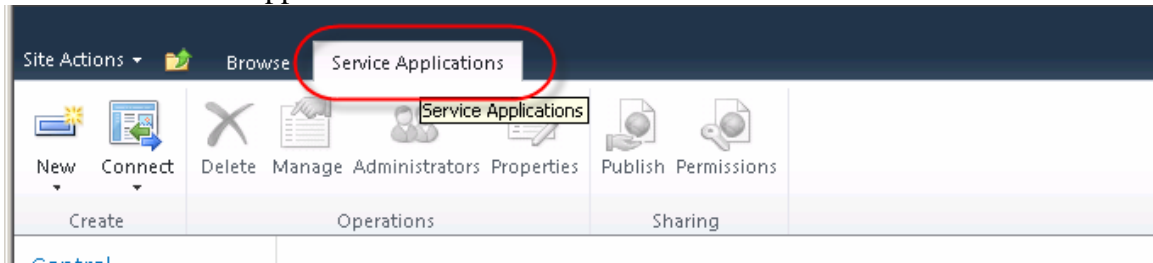 Site Actions Browse Service Applications
Service Applications
New Connect Delete Manage Administrators Properties Publish Permissions
Create Operations Sharing